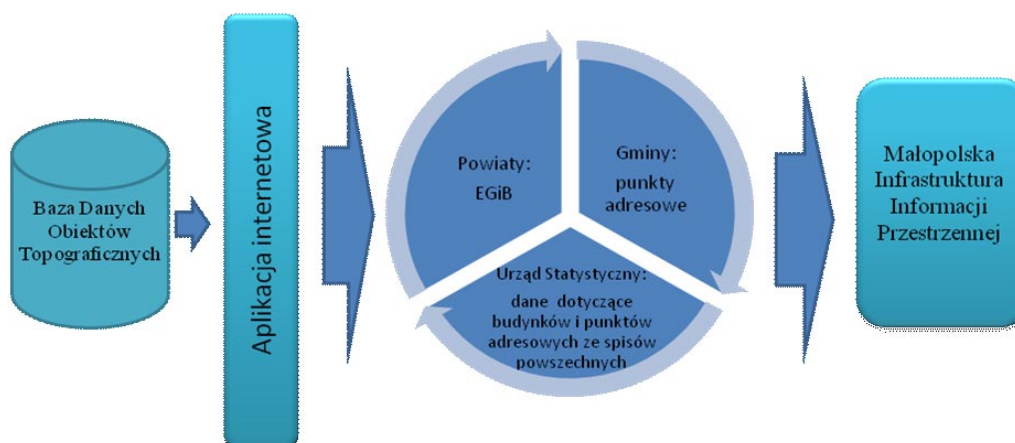 Baza Danych
Obiektów
Topograficznych
Aplikacja internetowa
Powiaty:
EGiB
Gminy:
punkty
adresowe
Urząd Statystyczny:
dane dotyczące
budynków i punktów
adresowych ze spisów
powszechnych
Małopolska
Infrastruktura
Informacji
Przestrzennej